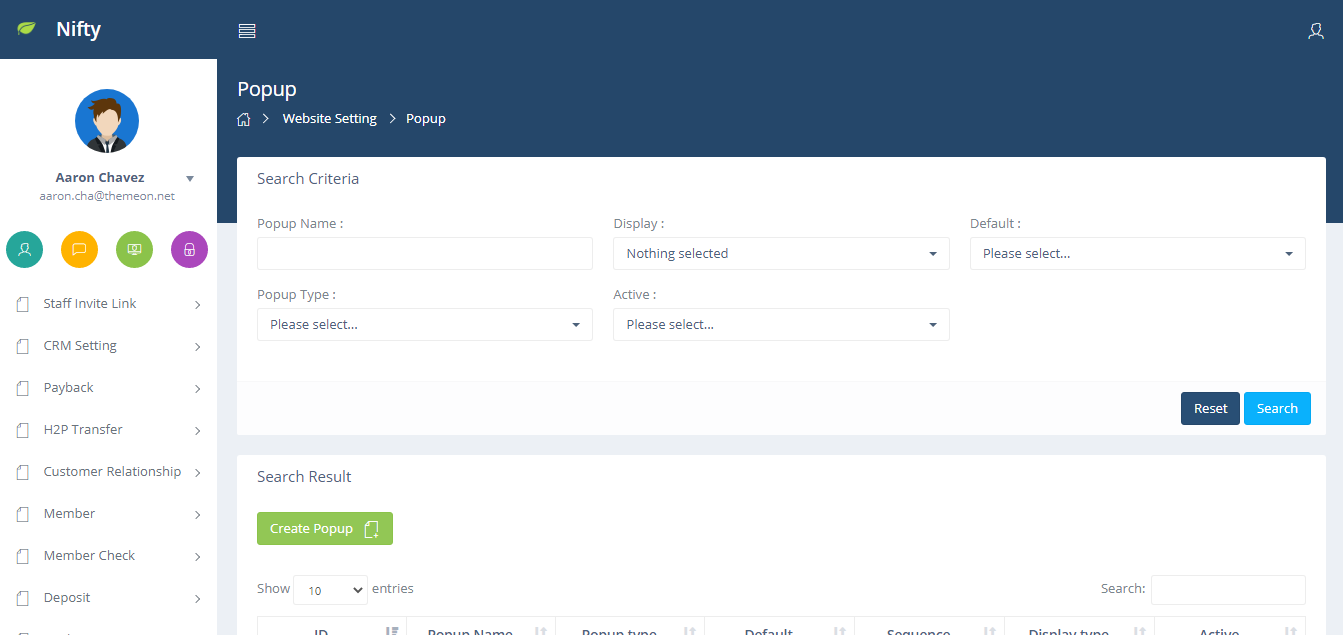 Nifty
Popup
Website Setting
Popup
Aaron Chavez
aaron.cha@themeon.net
Staff Invite Link
CRM Setting
Payback
H2P Transfer
Customer Relationship
Member
Member Check
Deposit
Search Criteria
Popup Name :
Display :
Nothing selected
Default :
Please select...
Popup Type :
Please select...
Active :
Please select...
Reset
Search
Search Result
Create Popup
Show 10 entries
Search:
ID Popup Name Popup type Default Sequence Display type Active